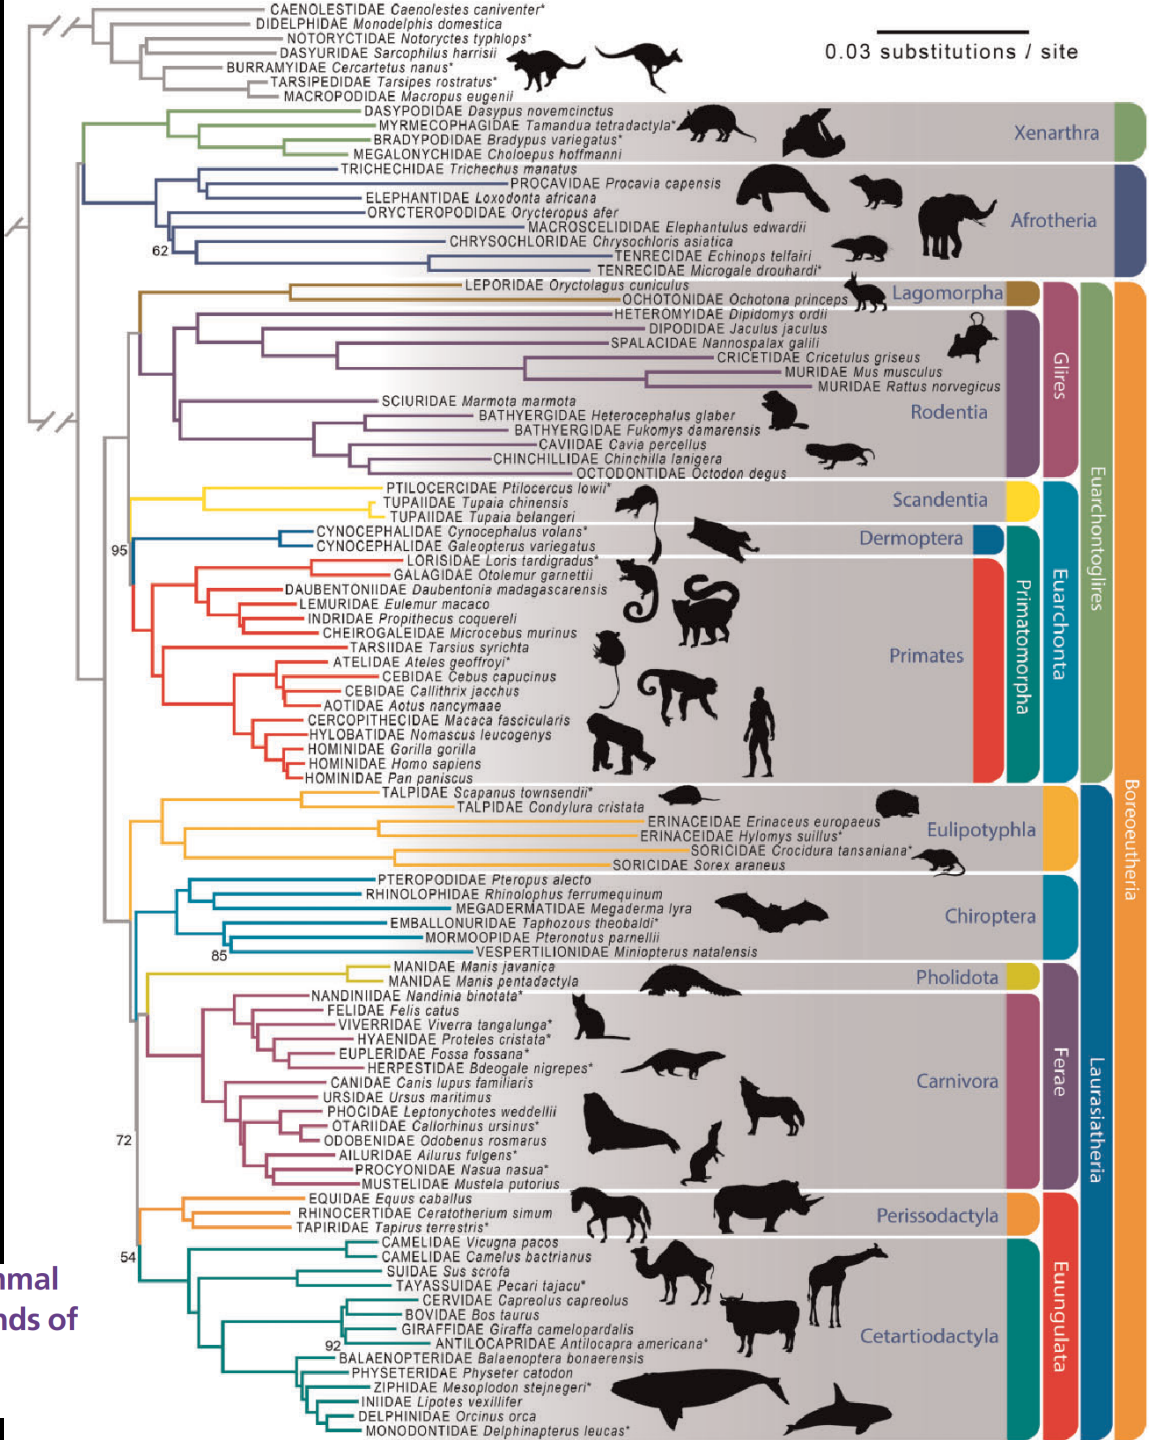 CAENOLESTIDAE Caenolestes caniventer*
DIDELPHIDAE Monodelphis domestica
NOTORYCTIDAE Notoryctes typhlops*
DASYURIDAE Sarcophilus harrisii
BURRAMYIDAE Cercartetus nanus*
TARSIPEDIDAE Tarsipes rostratus*
MACROPODIDAE Macropus eugenii
0.03 substitutions / site
DASYPODIDAE Dasypus novemcinctus
MYRMECOPHAGIDAE Tamandua tetradactyla*
BRADYPODIDAE Bradypus variegatus*
MEGALONYCHIDAE Choloepus hoffmanni
Xenarthra
TRICHECHIDAE Trichechus manatus
PROCAVIDAE Procavia capensis
ELEPHANTIDAE Loxodonta africana
ORYCTEROPODIDAE Orycteropus afer
MACROSCELIDIDAE Elephantulus edwardii
CHRYSOCHLORIDAE Chrysochloris asiatica
TENRECIDAE Echinops telfairi
TENRECIDAE Microgale drouhardi*
Afrotheria
62
LEPORIDAE Oryctolagus cuniculus
OCHOTONIDAE Ochotona princeps
Lagomorpha
HETEROMYIDAE Dipidomys ordii
DIPODIDAE Jaculus jaculus
SPALACIDAE Nannospalax galili
CRICETIDAE Cricetulus griseus
MURIDAE Mus musculus
MURIDAE Rattus norvegicus
SCIURIDAE Marmota marmota
BATHYERGIDAE Heterocephalus glaber
BATHYERGIDAE Fukomys damarensis
CAVIIDAE Cavia percellus
CHINCHILLIDAE Chinchilla lanigera
OCTODONTIDAE Octodon degus
Rodentia
Glires
PTILOCERCIDAE Ptilocercus lowii*
TUPAIIDAE Tupaia chinensis
TUPAIIDAE Tupaia belangeri
Scandentia
CYNOCEPHALIDAE Cynocephalus volans*
CYNOCEPHALIDAE Galeopterus variegatus
Dermoptera
95
LORISIDAE Loris tardigradus*
GALAGIDAE Otolemur garnettii
DAUBENTONIIDAE Daubentonia madagascarensis
LEMURIDAE Eulemur macaco
INDRIDAE Propithecus coquereli
CHEIROGALEIDAE Microcebus murinus
TARSIIDAE Tarsius syrichta
ATELIDAE Ateles geoffroyi*
CEBIDAE Cebus capucinus
CEBIDAE Callithrix jacchus
AOTIDAE Aotus nancymaae
CERCOPITHECIDAE Macaca fascicularis
HYLOBATIDAE Nomascus leucogenys
HOMINIDAE Gorilla gorilla
HOMINIDAE Homo sapiens
HOMINIDAE Pan paniscus
Primates
Primatomorpha
Euarchonta
Euarchontoglires
TALPIDAE Scapanus townsendii*
TALPIDAE Condylura cristata
ERINACEIDAE Erinaceus europaeus
ERINACEIDAE Hylomys suillus*
SORICIDAE Crocidura tansaniana*
SORICIDAE Sorex araneus
Eulipotyphla
Boreoeutheria
PTEROPODIDAE Pteropus alecto
RHINOLOPHIDAE Rhinolophus ferrumequinum
MEGADERMATIDAE Megaderma lyra
EMBALLONURIDAE Taphozous theobaldi*
MORMOOPIDAE Pteronotus parnellii
VESPERTILIONIDAE Miniopterus natalensis
Chiroptera
85
MANIDAE Manis javanica
MANIDAE Manis pentadactyla
Pholidota
NANDINIIDAE Nandinia binotata*
FELIDAE Felis catus
VIVERRIDAE Viverra tangalunga*
HYAENIDAE Proteles cristata*
EUPLERIDAE Fossa fossana*
HERPESTIDAE Bdeogale nigrepes*
CANIDAE Canis lupus familiaris
URSIDAE Ursus maritimus
PHOCIDAE Leptonychotes weddellii
OTARIIDAE Callorhinus ursinus*
ODOBENIDAE Odobenus rosmarus
AILURIDAE Ailurus fulgens*
PROCYONIDAE Nasua nasua*
MUSTELIDAE Mustela putorius
Carnivora
Ferae
Laurasiatheria
72
EQUIDAE Equus caballus
RHINOCERTIDAE Ceratotherium simum
TAPIRIDAE Tapirus terrestris*
Perissodactyla
54
CAMELIDAE Vicugna pacos
CAMELIDAE Camelus bactrianus
SUIDAE Sus scrofa
TAYASSUIDAE Pecari tajacu*
CERVIDAE Capreolus capreolus
BOVIDAE Bos taurus
GIRAFFIDAE Giraffa camelopardalis
ANTILOCAPRIDAE Antilocapra americana*
92
BALAENOPTERIDAE Balaenoptera bonaerensis
PHYSETERIDAE Physeter catodon
ZIPHIDAE Mesoplodon stejnegeri*
INIIDAE Lipotes vexillifer
DELPHINIDAE Orcinus orca
MONODONTIDAE Delphinapterus leucas*
Cetartiodactyla
Euungulata
mmal
nds of